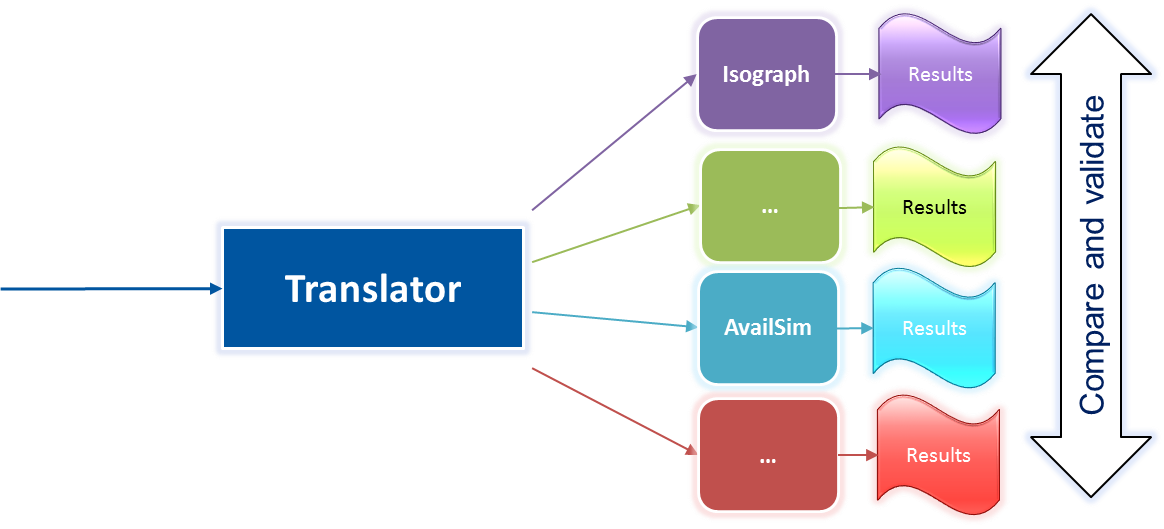 Translator
Isograph
Results
...
Results
AvailSim
Results
...
Results
Compare and validate